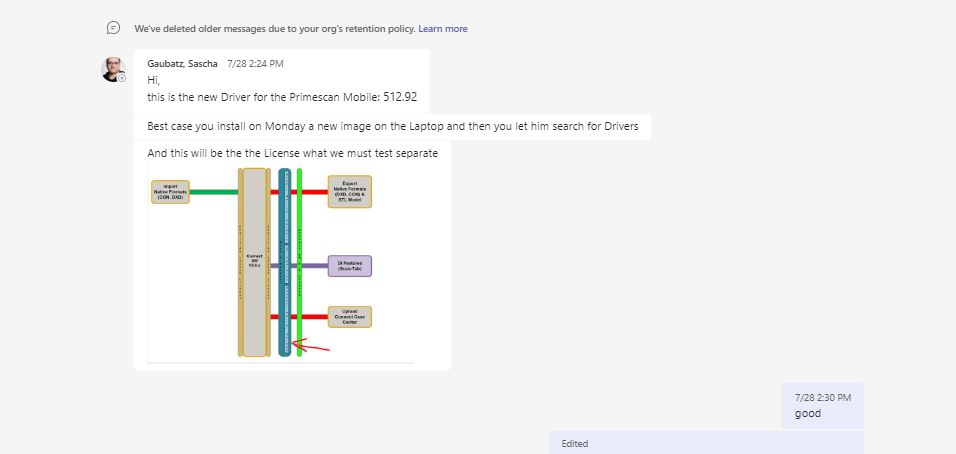 We've deleted older messages due to your org's retention policy. Learn more
Gaubatz, Sascha 7/28 2:24 PM
Hi,
this is the new Driver for the Primescan Mobile: 512.92
Best case you install on Monday a new image on the Laptop and then you let him search for Drivers
And this will be the the License what we must test separate
Import
Native Formats
(CON, DXD)
Export
Native Formats
(DXD, CON) &
STL Model
Connect
SW
DI Features
(Scan-Tab)
Upload
Connect Case
Center
7/28 2:30 PM
good
Edited